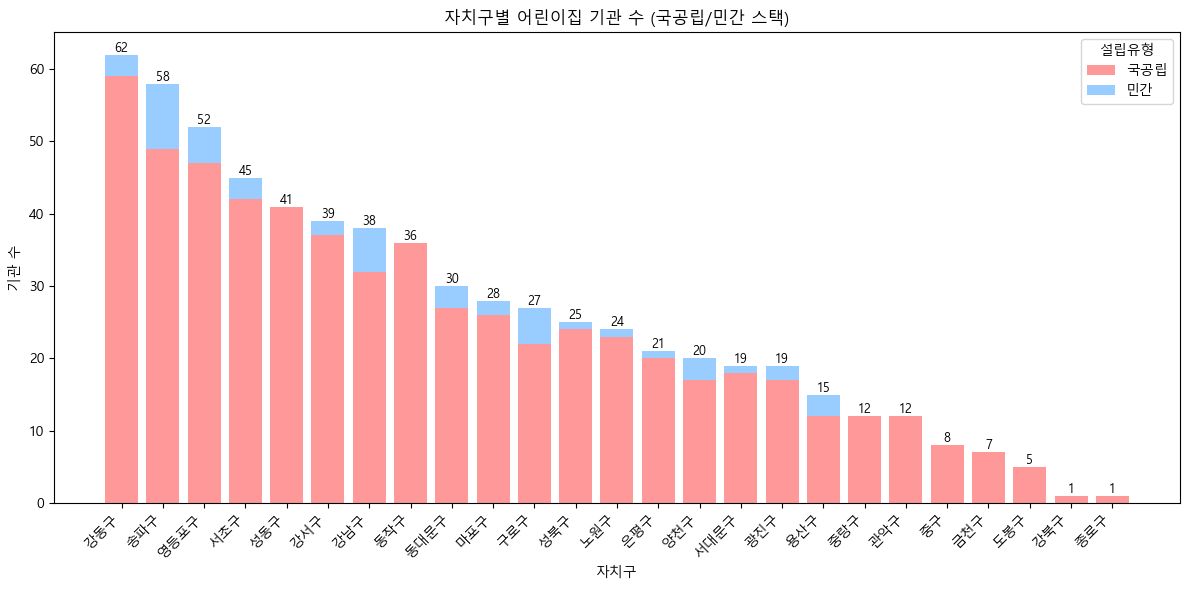 자치구별 어린이집 기관 수 (국공립/민간 스택)
설립유형
국공립
민간
기관 수
60
50
40
30
20
10
0
62
58
52
45
41
39
38
36
30
28
27
25
24
21
20
19
19
15
12
12
8
7
5
1
1
강동구
송파구
영등포구
서초구
성동구
강서구
강남구
동작구
동대문구
마포구
구로구
성북구
노원구
은평구
양천구
서대문구
광진구
용산구
중랑구
관악구
중구
금천구
도봉구
강북구
종로구
자치구